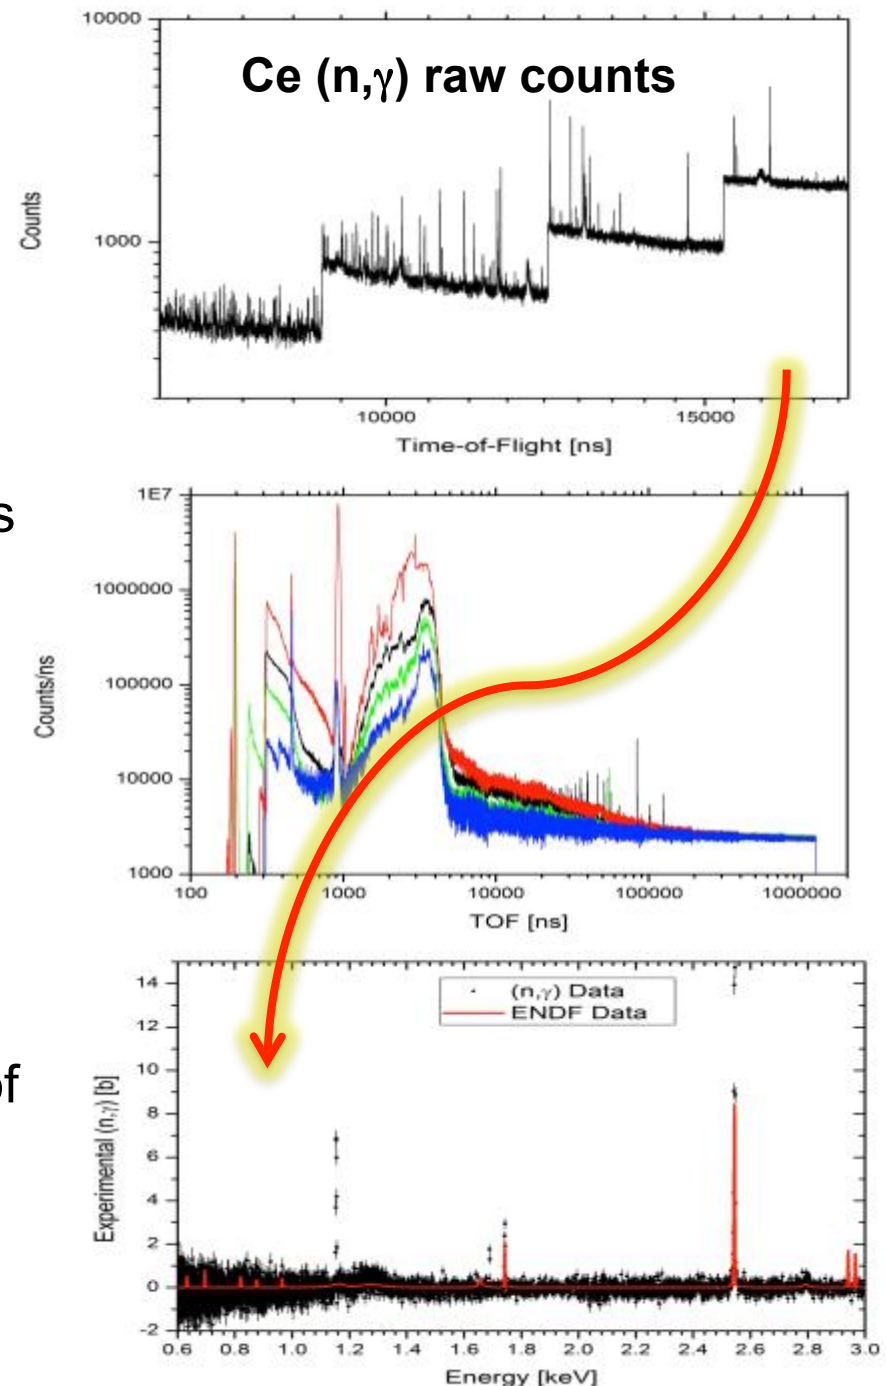 10000
Ce (n,γ) raw counts
Counts
1000
10000
15000
Time-of-Flight [ns]
s
1E7
1000000
100000
10000
1000
Counts/ns
100
1000
10000
100000
1000000
TOF [ns]
of
14
12
10
8
6
4
2
0
-2
Experimental (n,γ) [b]
(n,γ) Data
ENDF Data
0.6 0.8 1.0 1.2 1.4 1.6 1.8 2.0 2.2 2.4 2.6 2.8 3.0
Energy [keV]